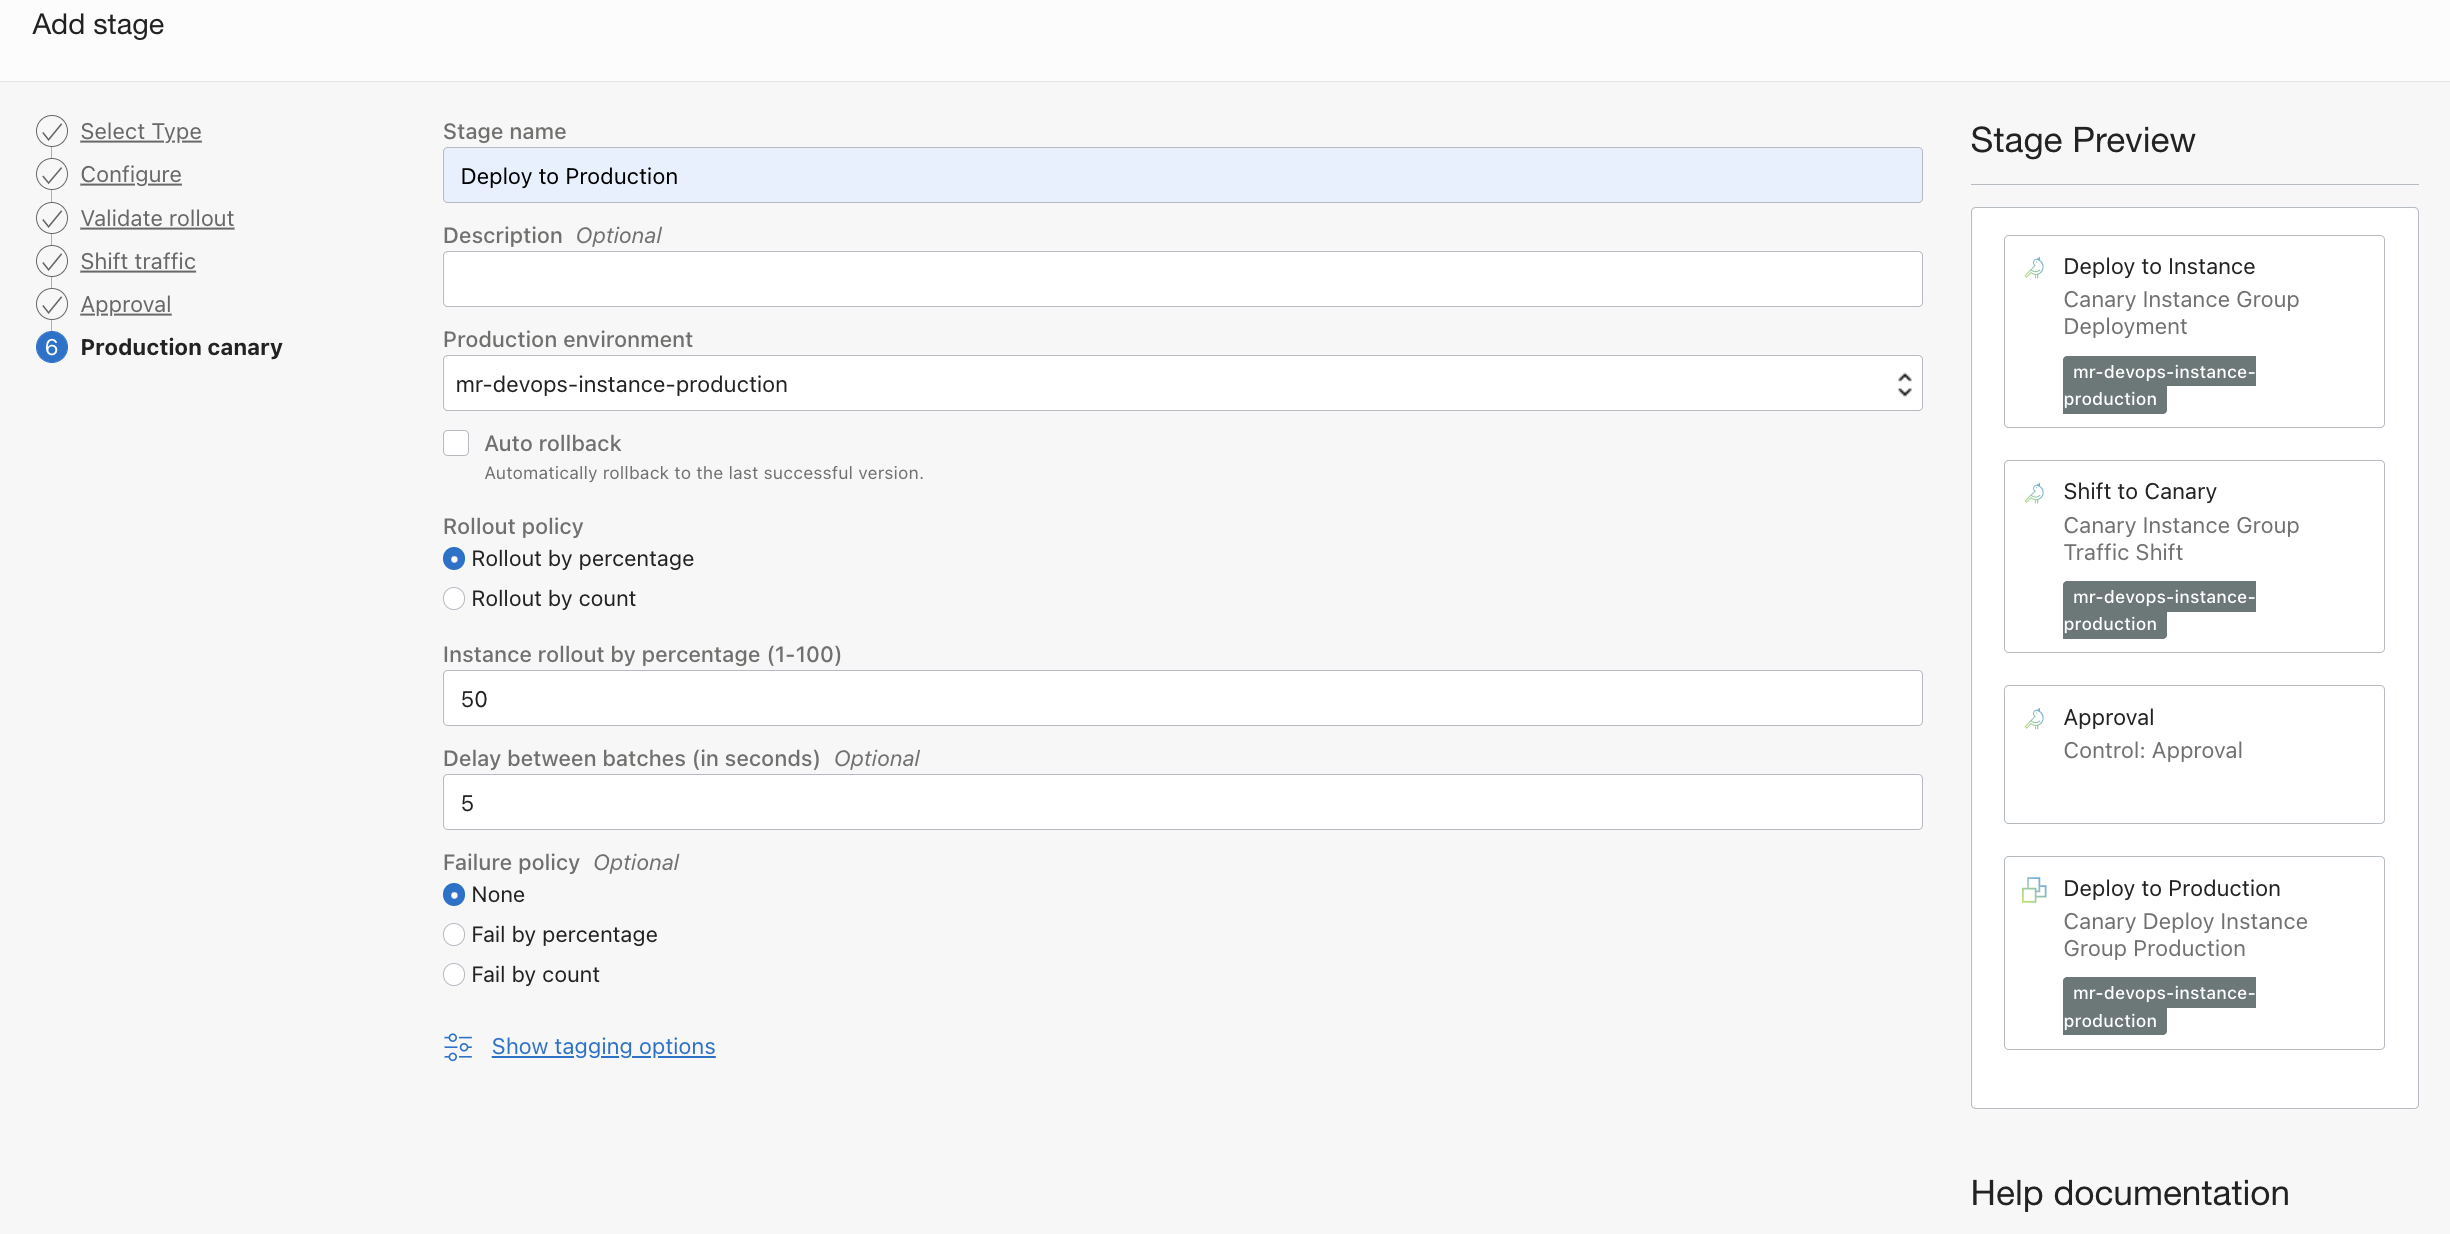 Add stage
Select Type
Configure
Validate rollout
Shift traffic
Approval
6 Production canary
Stage name
Deploy to Production
Description Optional
Production environment
mr-devops-instance-production
Auto rollback
Automatically rollback to the last successful version.
Rollout policy
Rollout by percentage
Rollout by count
Instance rollout by percentage (1-100)
50
Delay between batches (in seconds) Optional
5
Failure policy Optional
None
Fail by percentage
Fail by count
Show tagging options
Stage Preview
Deploy to Instance
Canary Instance Group
Deployment
mr-devops-instance-
production
Shift to Canary
Canary Instance Group
Traffic Shift
mr-devops-instance-
production
Approval
Control: Approval
Deploy to Production
Canary Deploy Instance
Group Production
mr-devops-instance-
production
Help documentation